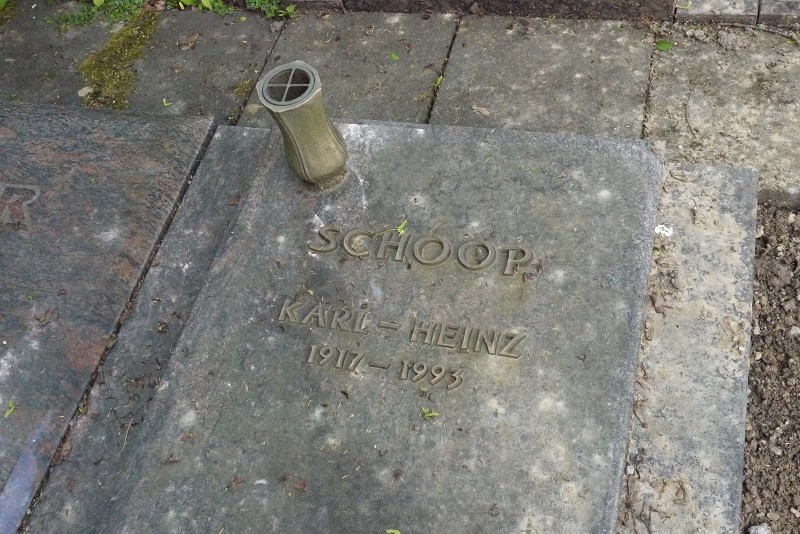 SCHOOP
KARL-HEINZ
1917-1993
R